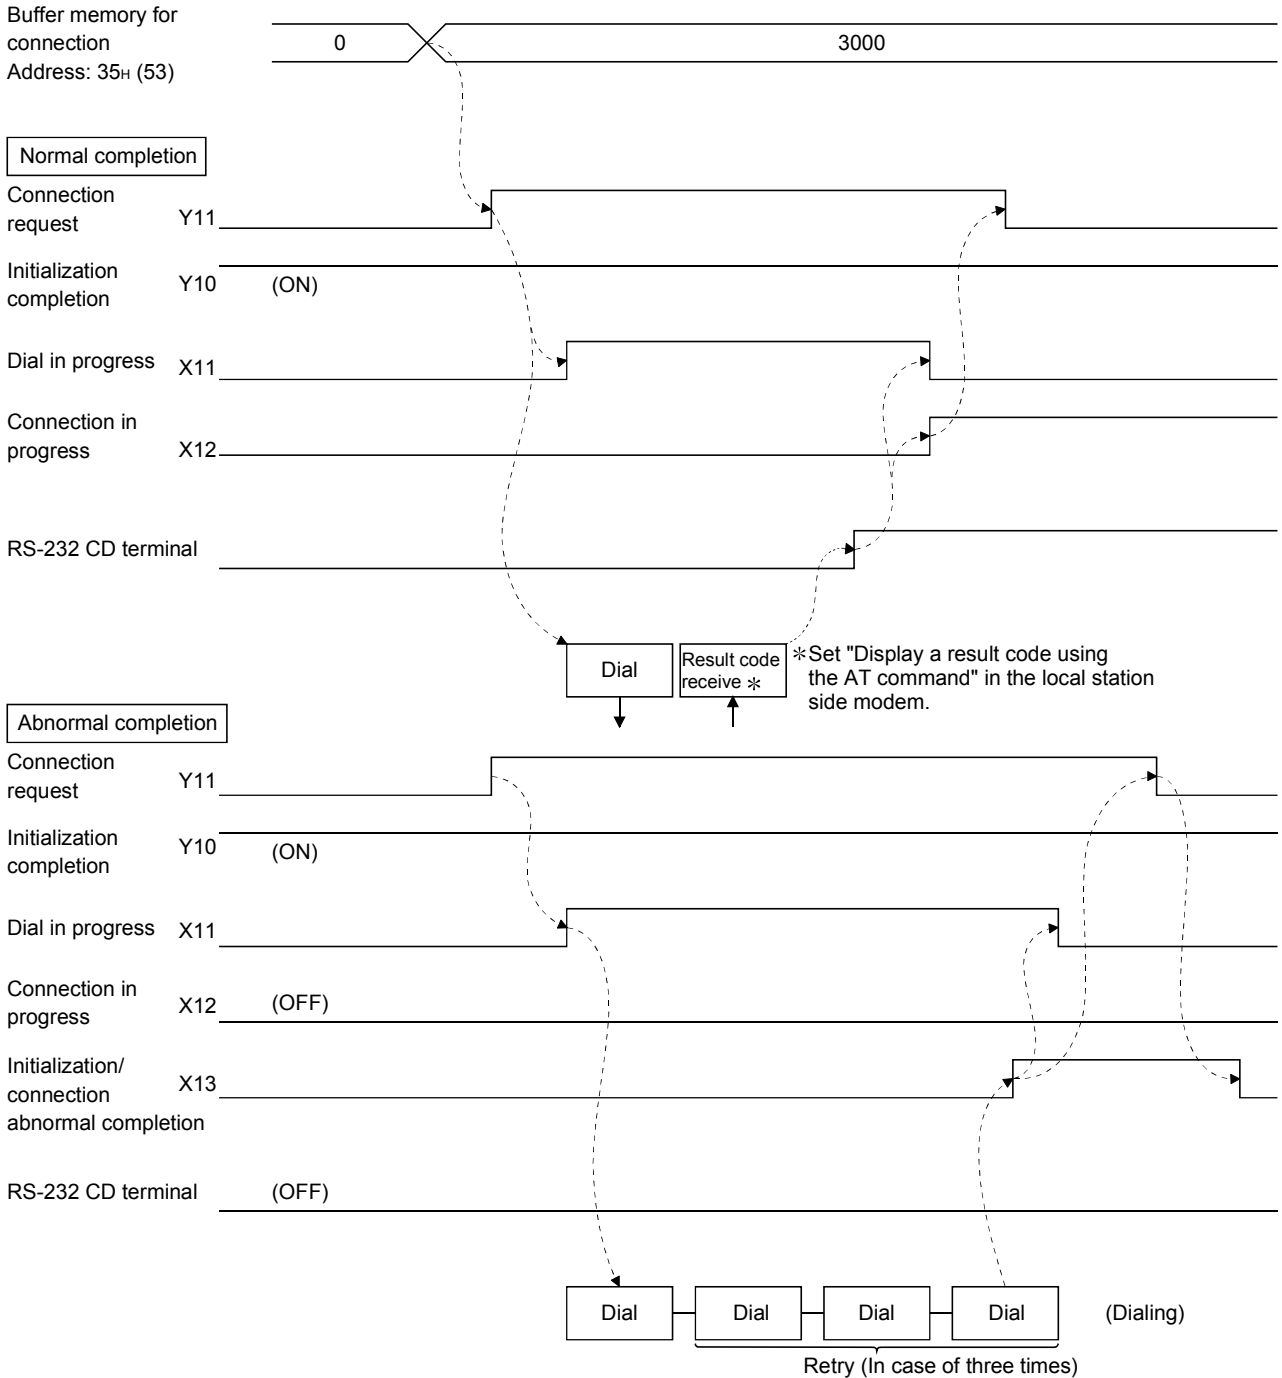 Buffer memory for
connection
Address: 35H (53)
0
3000
Normal completion
Connection
request
Y11
Initialization
completion
Y10
(ON)
Dial in progress
X11
Connection in
progress
X12
RS-232 CD terminal
Dial
Result code
receive ∗
∗Set "Display a result code using
the AT command" in the local station
side modem.
Abnormal completion
Connection
request
Y11
Initialization
completion
Y10
(ON)
Dial in progress
X11
Connection in
progress
X12
(OFF)
Initialization/
connection
abnormal completion
X13
RS-232 CD terminal
(OFF)
Dial
Dial
Dial
Dial
(Dialing)
Retry (In case of three times)